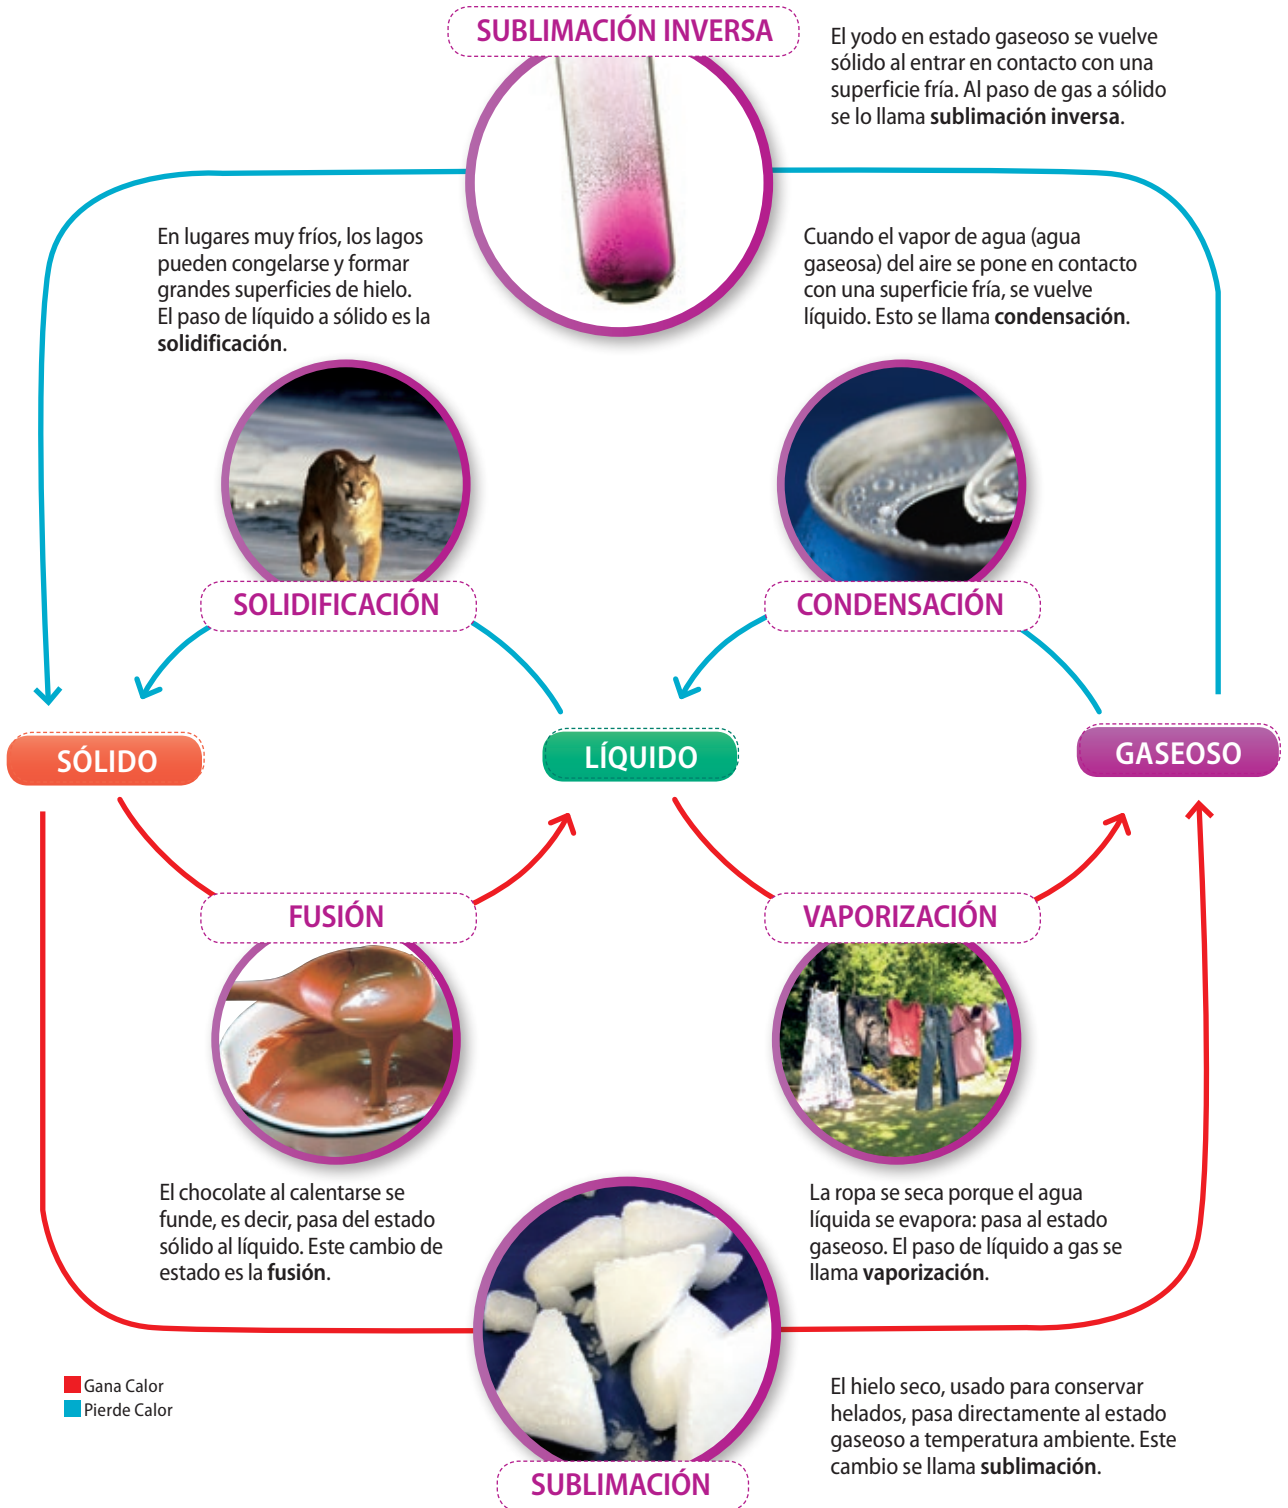 SUBLIMACIÓN INVERSA
El yodo en estado gaseoso se vuelve
sólido al entrar en contacto con una
superficie fría. Al paso de gas a sólido
se lo llama sublimación inversa.
En lugares muy fríos, los lagos
pueden congelarse y formar
grandes superficies de hielo.
El paso de líquido a sólido es la
solidificación.
Cuando el vapor de agua (agua
gaseosa) del aire se pone en contacto
con una superficie fría, se vuelve
líquido. Esto se llama condensación.
SOLIDIFICACIÓN
CONDENSACIÓN
SÓLIDO
LÍQUIDO
GASEOSO
FUSIÓN
VAPORIZACIÓN
El chocolate al calentarse se
funde, es decir, pasa del estado
sólido al líquido. Este cambio de
estado es la fusión.
La ropa se seca porque el agua
líquida se evapora: pasa al estado
gaseoso. El paso de líquido a gas se
llama vaporización.
Gana Calor
Pierde Calor
El hielo seco, usado para conservar
helados, pasa directamente al estado
gaseoso a temperatura ambiente. Este
cambio se llama sublimación.
SUBLIMACIÓN